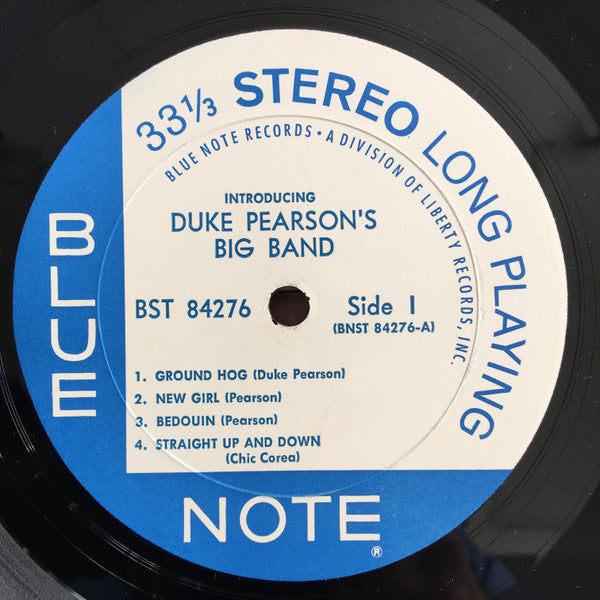 33⅓ STEREO LONG PLAYING
BLUE NOTE RECORDS • A DIVISION OF LIBERTY RECORDS, INC.
INTRODUCING
DUKE PEARSON'S
BIG BAND
BST 84276
Side 1
(BNST 84276-A)
1. GROUND HOG (Duke Pearson)
2. NEW GIRL (Pearson)
3. BEDOUIN (Pearson)
4. STRAIGHT UP AND DOWN
(Chic Corea)
BLUE
NOTE®